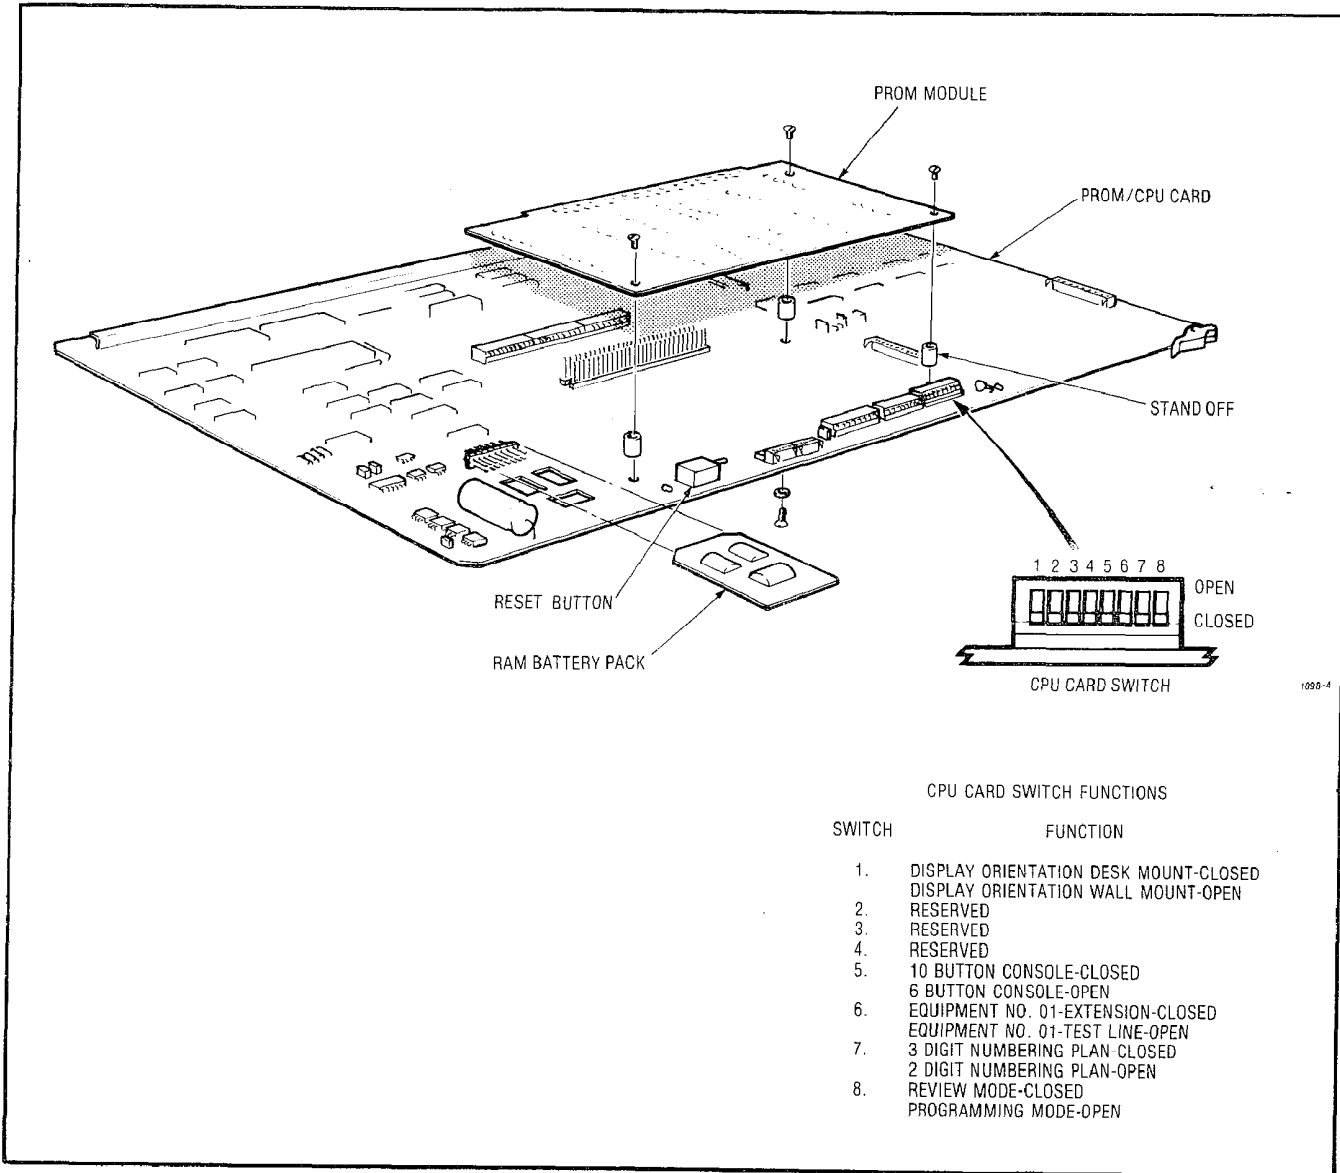 PROM MODULE
PROM/CPU CARD
STAND OFF
RESET BUTTON
RAM BATTERY PACK
1 2 3 4 5 6 7 8
OPEN
CLOSED
CPU CARD SWITCH
1098-4
CPU CARD SWITCH FUNCTIONS
SWITCH FUNCTION
1. DISPLAY ORIENTATION DESK MOUNT-CLOSED
DISPLAY ORIENTATION WALL MOUNT-OPEN
2. RESERVED
3. RESERVED
4. RESERVED
5. 10 BUTTON CONSOLE-CLOSED
6 BUTTON CONSOLE-OPEN
6. EQUIPMENT NO. 01-EXTENSION-CLOSED
EQUIPMENT NO. 01-TEST LINE-OPEN
7. 3 DIGIT NUMBERING PLAN-CLOSED
2 DIGIT NUMBERING PLAN-OPEN
8. REVIEW MODE-CLOSED
PROGRAMMING MODE-OPEN